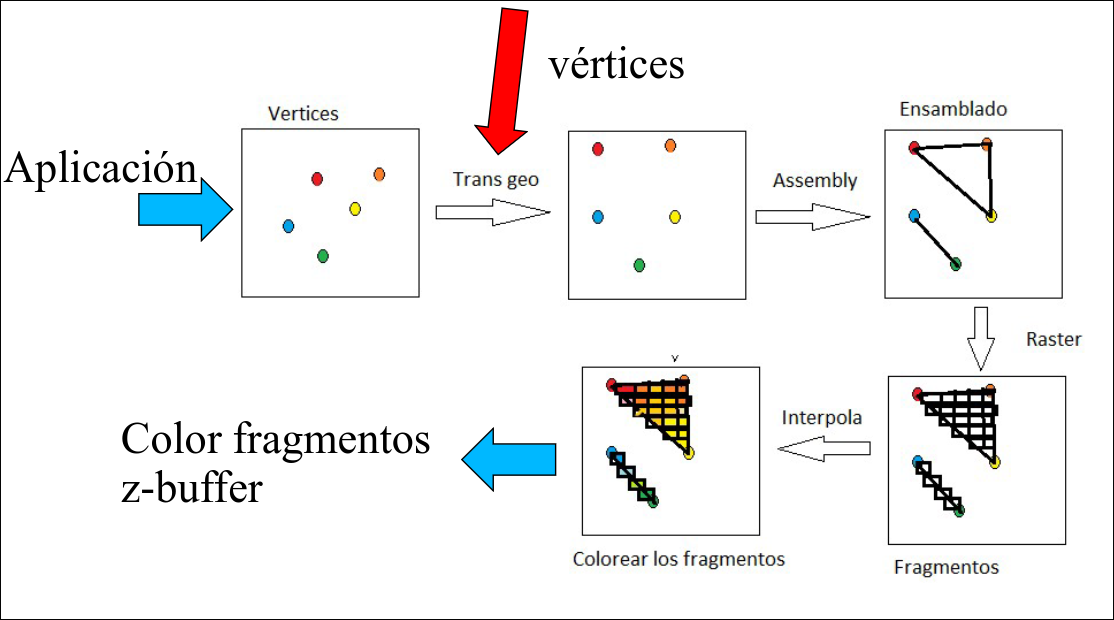 vértices
Vertices
Ensamblado
Aplicación
Trans geo
Assembly
Raster
v
Interpola
Color fragmentos
z-buffer
Colorear los fragmentos
Fragmentos